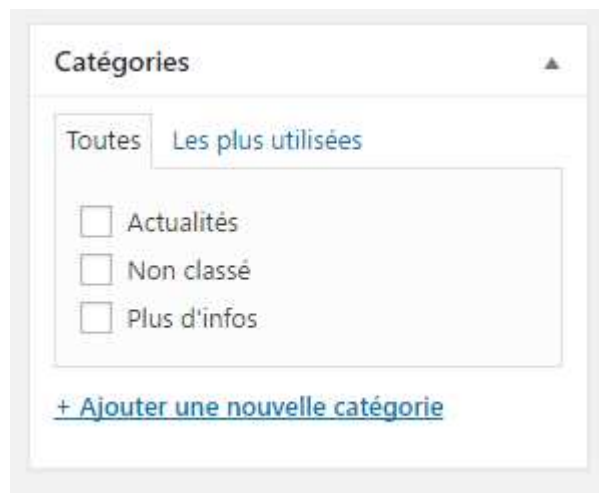 Catégories
Toutes Les plus utilisées
Actualités
Non classé
Plus d'infos
+ Ajouter une nouvelle catégorie